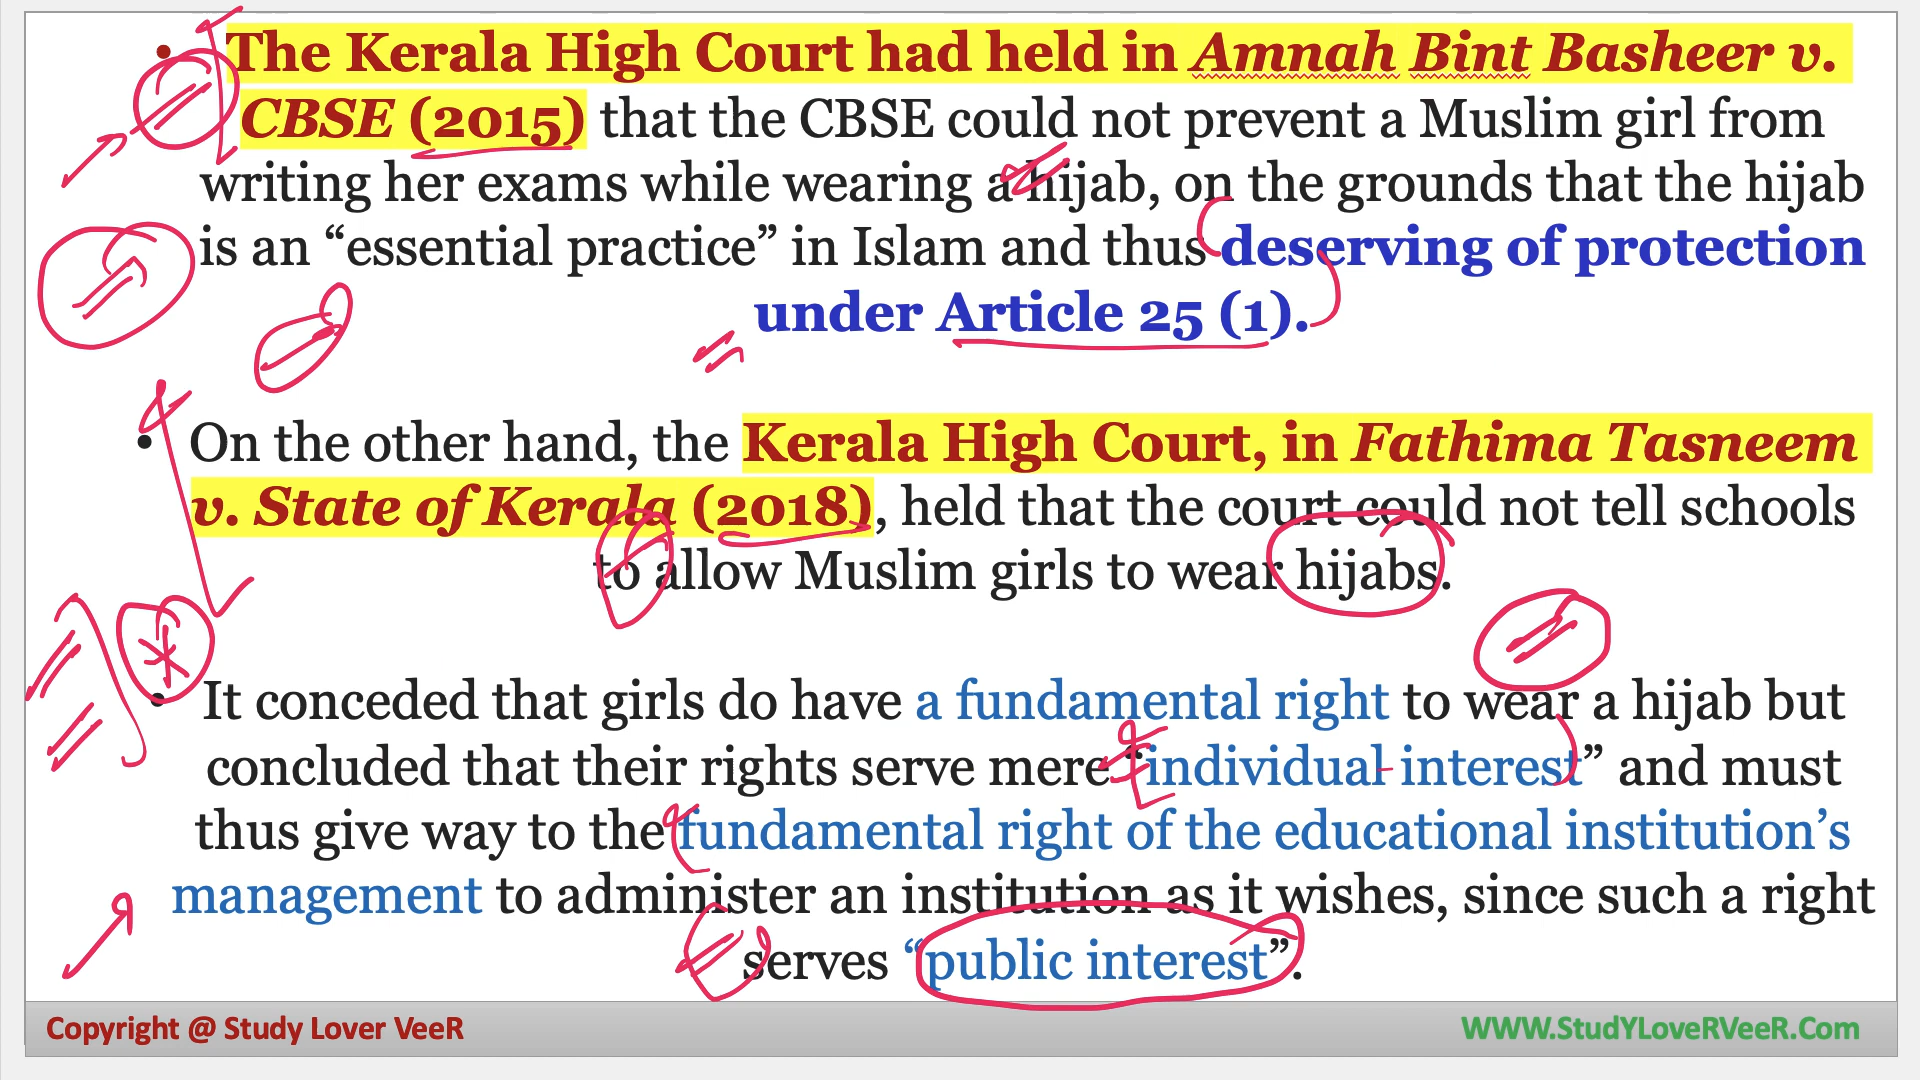 • The Kerala High Court had held in Amnah Bint Basheer v.
CBSE (2015) that the CBSE could not prevent a Muslim girl from
writing her exams while wearing a hijab, on the grounds that the hijab
is an “essential practice” in Islam and thus deserving of protection
under Article 25 (1).
• On the other hand, the Kerala High Court, in Fathima Tasneem
v. State of Kerala (2018), held that the court could not tell schools
to allow Muslim girls to wear hijabs.
• It conceded that girls do have a fundamental right to wear a hijab but
concluded that their rights serve mere “individual interest” and must
thus give way to the fundamental right of the educational institution’s
management to administer an institution as it wishes, since such a right
serves “public interest”.
Copyright @ Study Lover VeeR
WWW.StudYLoveRVeeR.Com